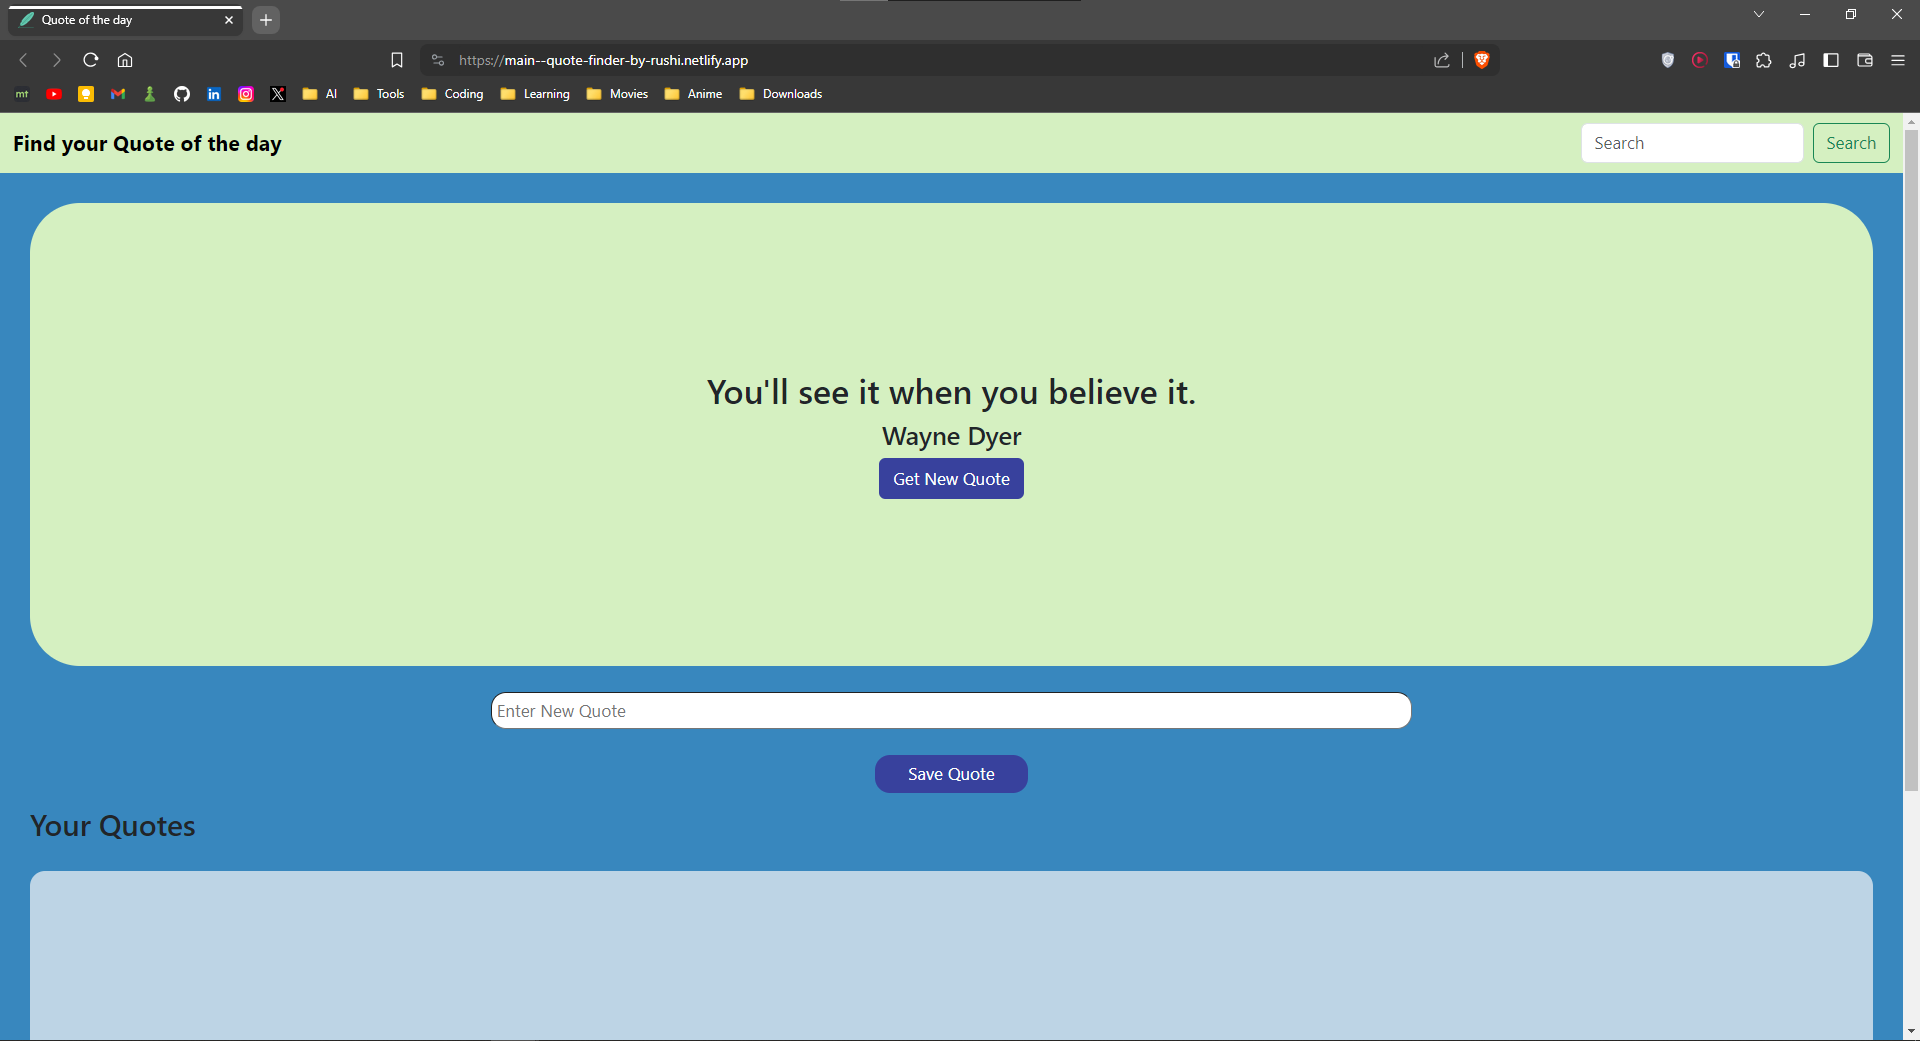 Quote of the day
https://main--quote-finder-by-rushi.netlify.app
mt AI Tools Coding Learning Movies Anime Downloads
Find your Quote of the day Search Search
You'll see it when you believe it.
Wayne Dyer
Get New Quote
Enter New Quote
Save Quote
Your Quotes